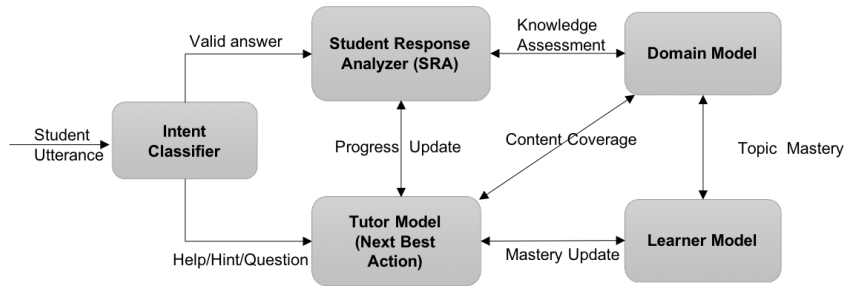 Valid answer
Student Response
Analyzer (SRA)
Knowledge
Assessment
Domain Model
Student
Utterance
Intent
Classifier
Progress Update
Content Coverage
Topic Mastery
Help/Hint/Question
Tutor Model
(Next Best
Action)
Mastery Update
Learner Model